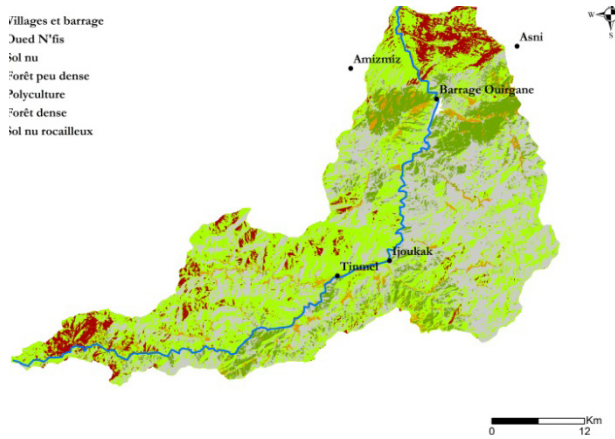 Villages et barrage
Oued N'fis
Sol nu
Forêt peu dense
Polyculture
Forêt dense
Sol nu rocailleux
Asni
Amizmiz
Barrage Ouirgane
Ijoukak
Tinmel
W
S
Km
0
12